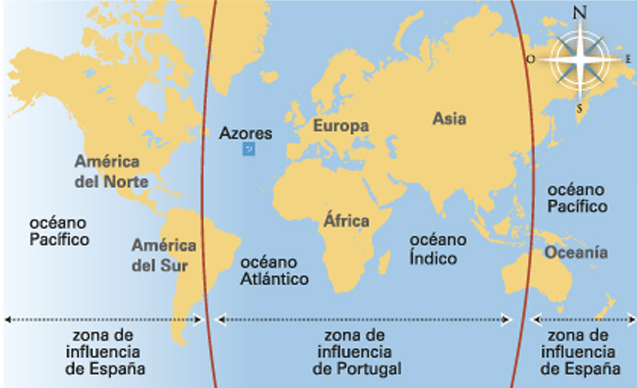 N
O
E
S
Azores
Europa
Asia
América
del Norte
océano
Pacífico
América
del Sur
África
océano
Atlántico
océano
Índico
océano
Pacífico
Oceanía
zona de
influencia
de España
zona de
influencia
de Portugal
zona de
influencia
de España